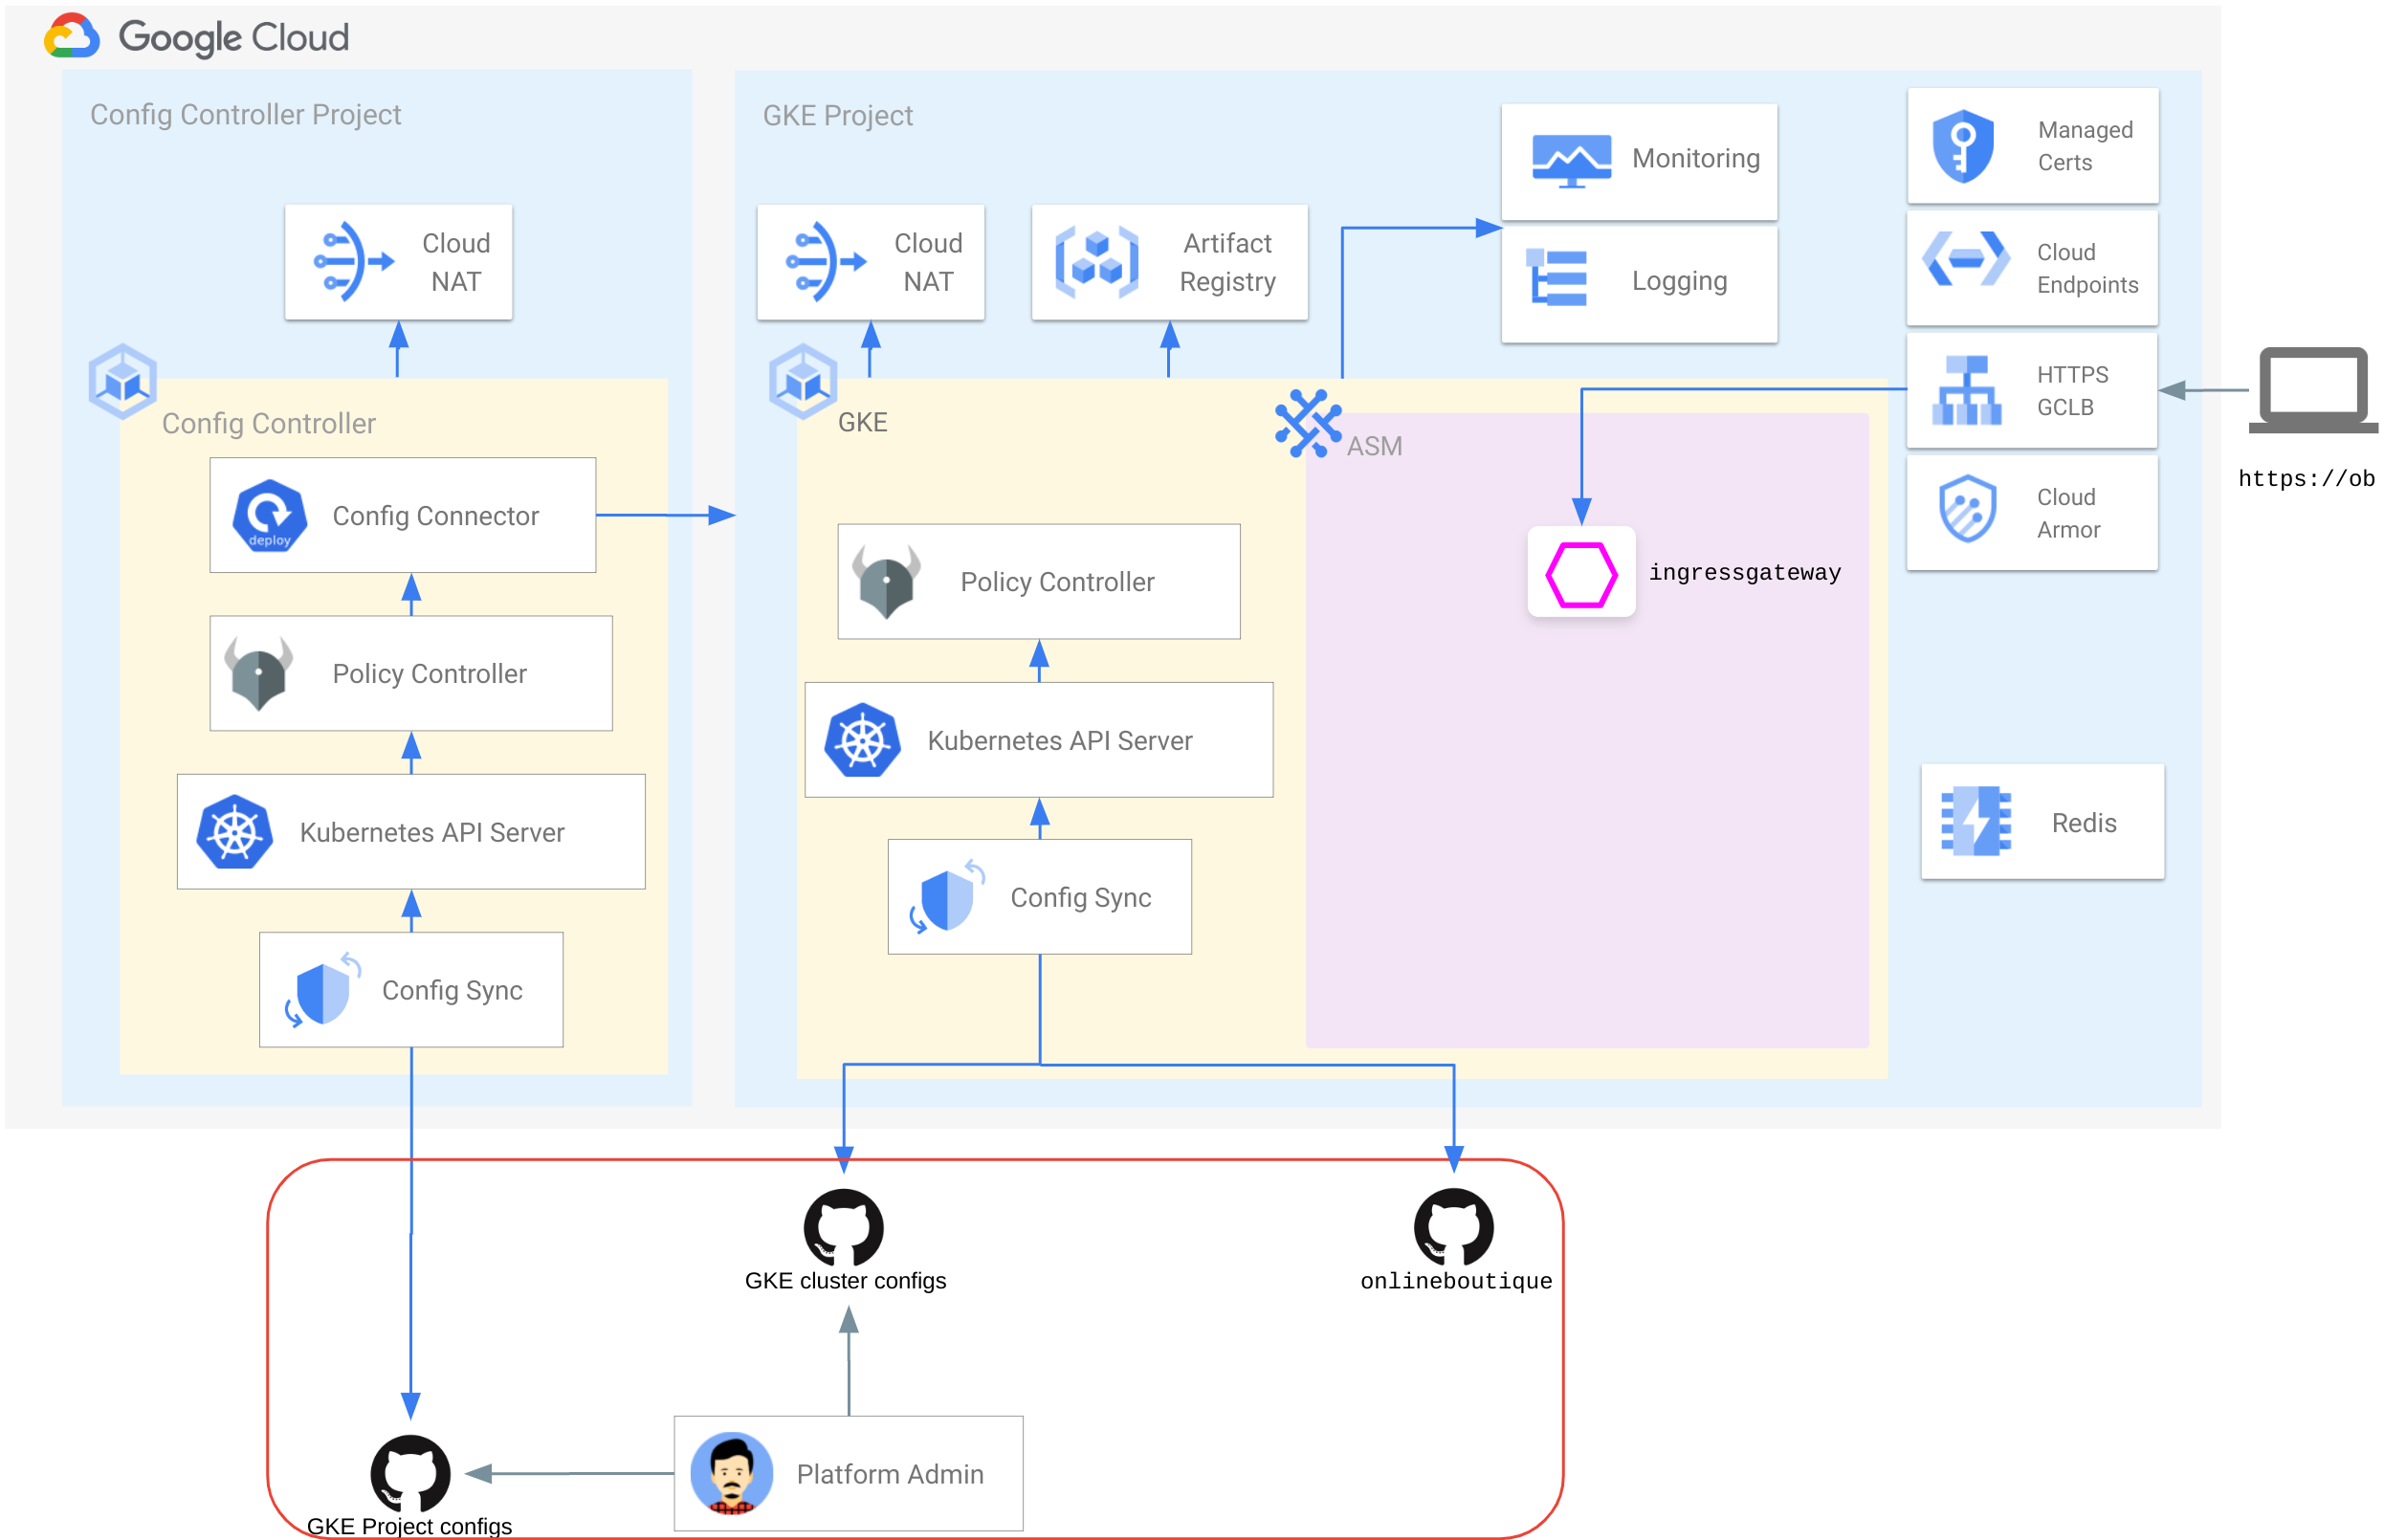 Google Cloud
Config Controller Project
Cloud
NAT
Config Controller
Config Connector
deploy
Policy Controller
Kubernetes API Server
Config Sync
GKE Project
Cloud
NAT
Artifact
Registry
Monitoring
Logging
Managed
Certs
Cloud
Endpoints
HTTPS
GCLB
Cloud
Armor
https://ob
GKE
Policy Controller
Kubernetes API Server
Config Sync
ASM
ingressgateway
Redis
GKE cluster configs
onlineboutique
Platform Admin
GKE Project configs